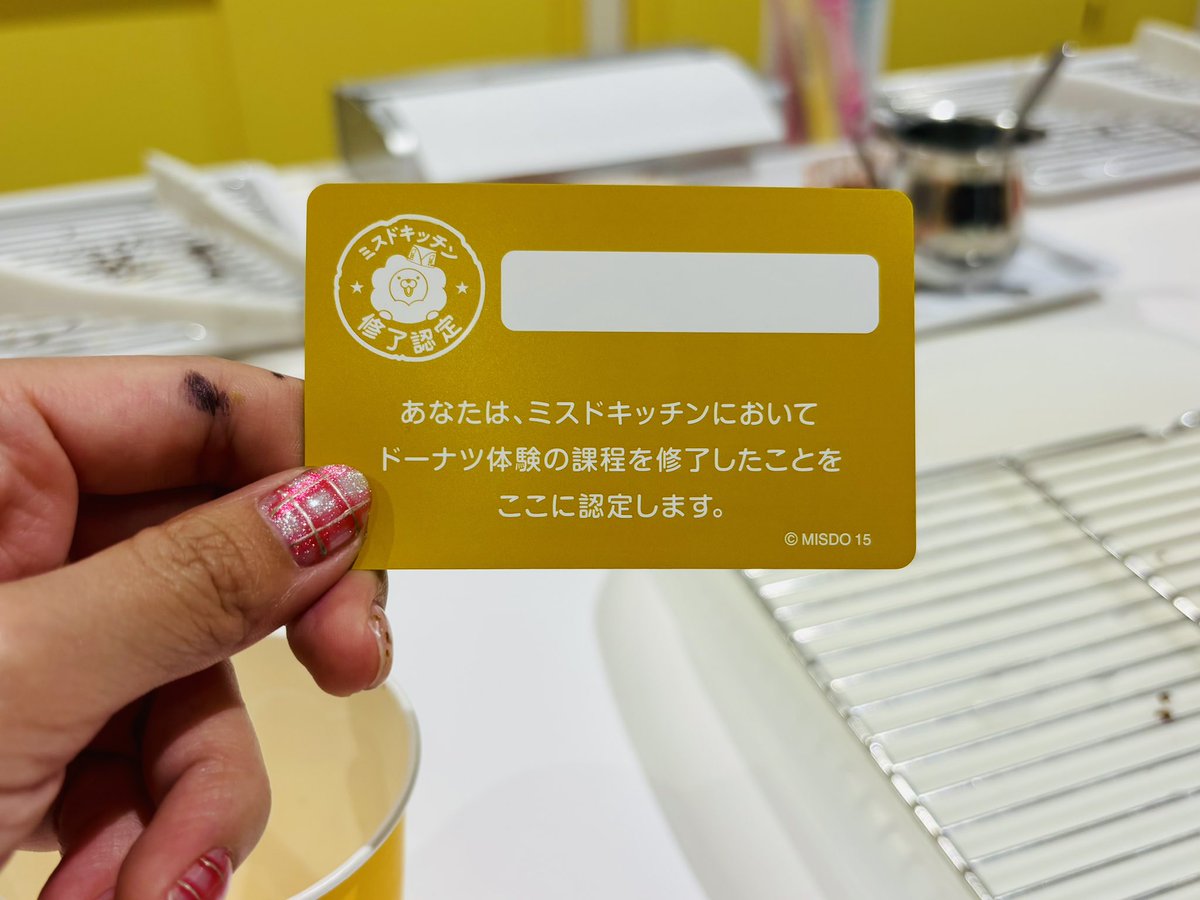 ミスドキッチン
修了認定
あなたは、ミスドキッチンにおいて
ドーナツ体験の課程を修了したことを
ここに認定します。
© MISDO 15